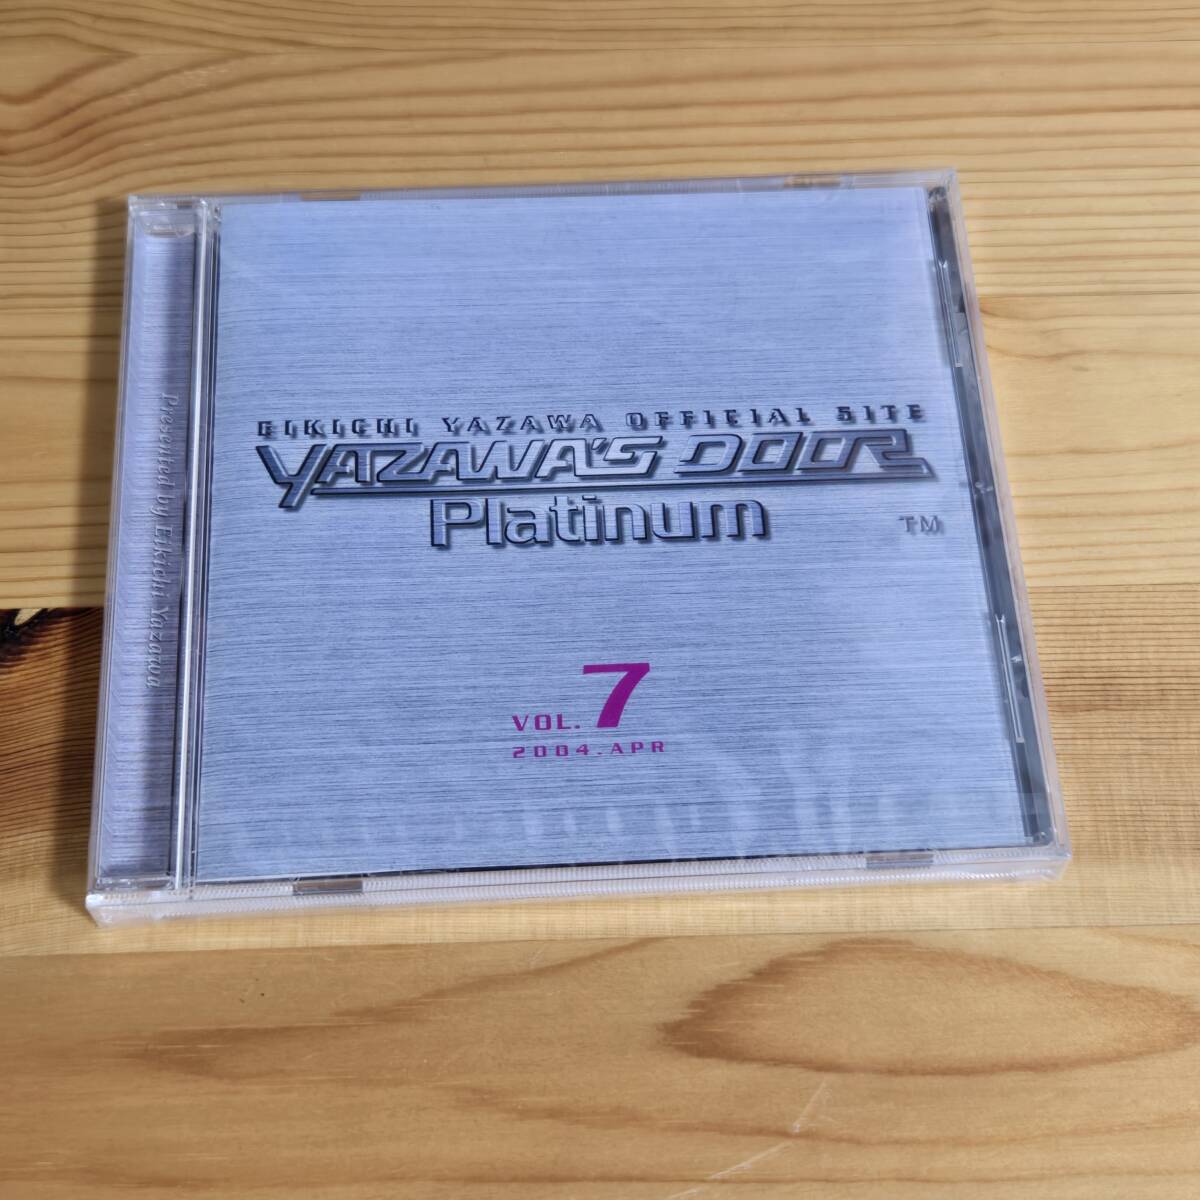 EIKICHI YAZAWA OFFICIAL SITE
YAZAWA'S DOOR
Platinum
TM
VOL. 7
2004.APR
Presented by Eikichi Yazawa